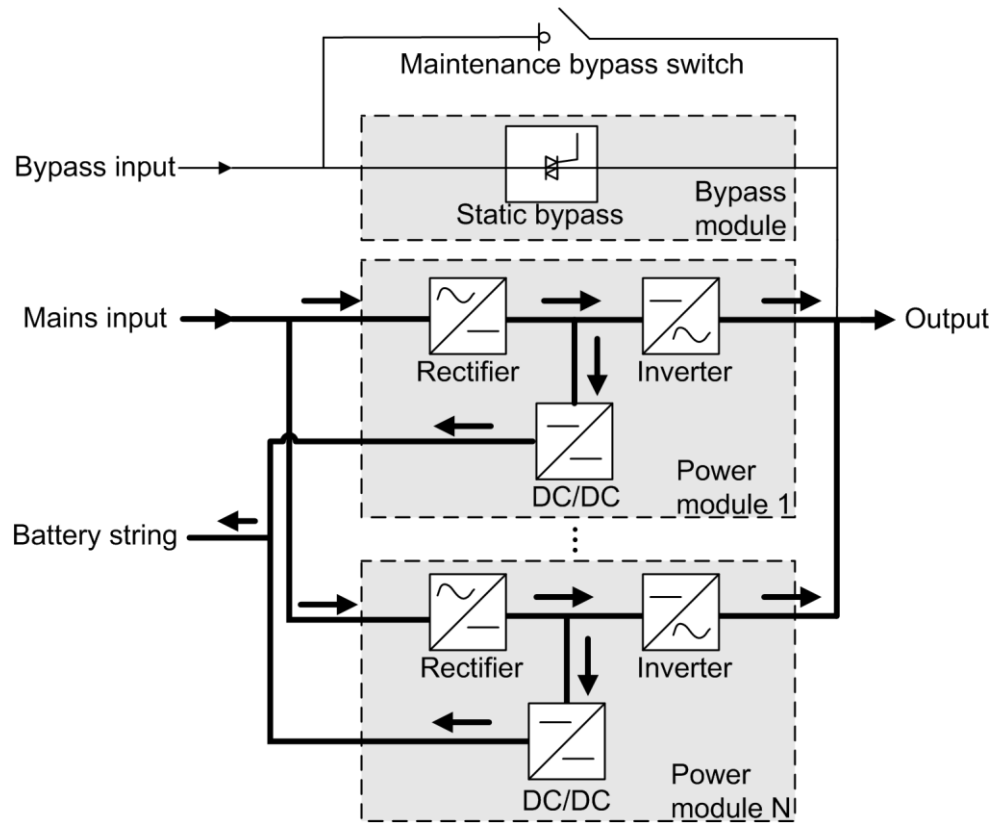 Maintenance bypass switch
Bypass input
Static bypass
Bypass
module
Mains input
Output
Rectifier
Inverter
DC/DC
Power
module 1
Battery string
Rectifier
Inverter
DC/DC
Power
module N